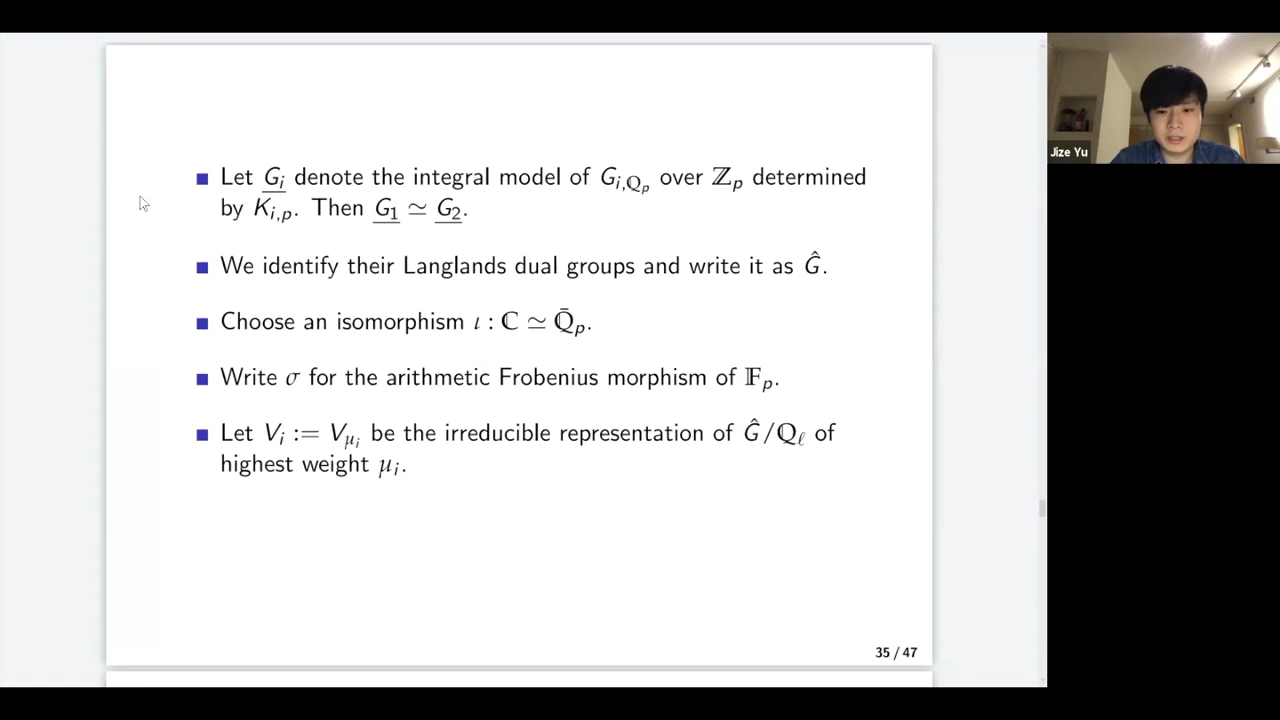 Let G_i denote the integral model of G_{i,ℚ_p} over ℤ_p determined
by K_{i,p}. Then G_1 ≃ G_2.
We identify their Langlands dual groups and write it as Ĝ.
Choose an isomorphism ι : ℂ ≃ ℚ̄_p.
Write σ for the arithmetic Frobenius morphism of 𝔽_p.
Let V_i := V_{μ_i} be the irreducible representation of Ĝ/ℚ_ℓ of
highest weight μ_i.
35 / 47
Jize Yu